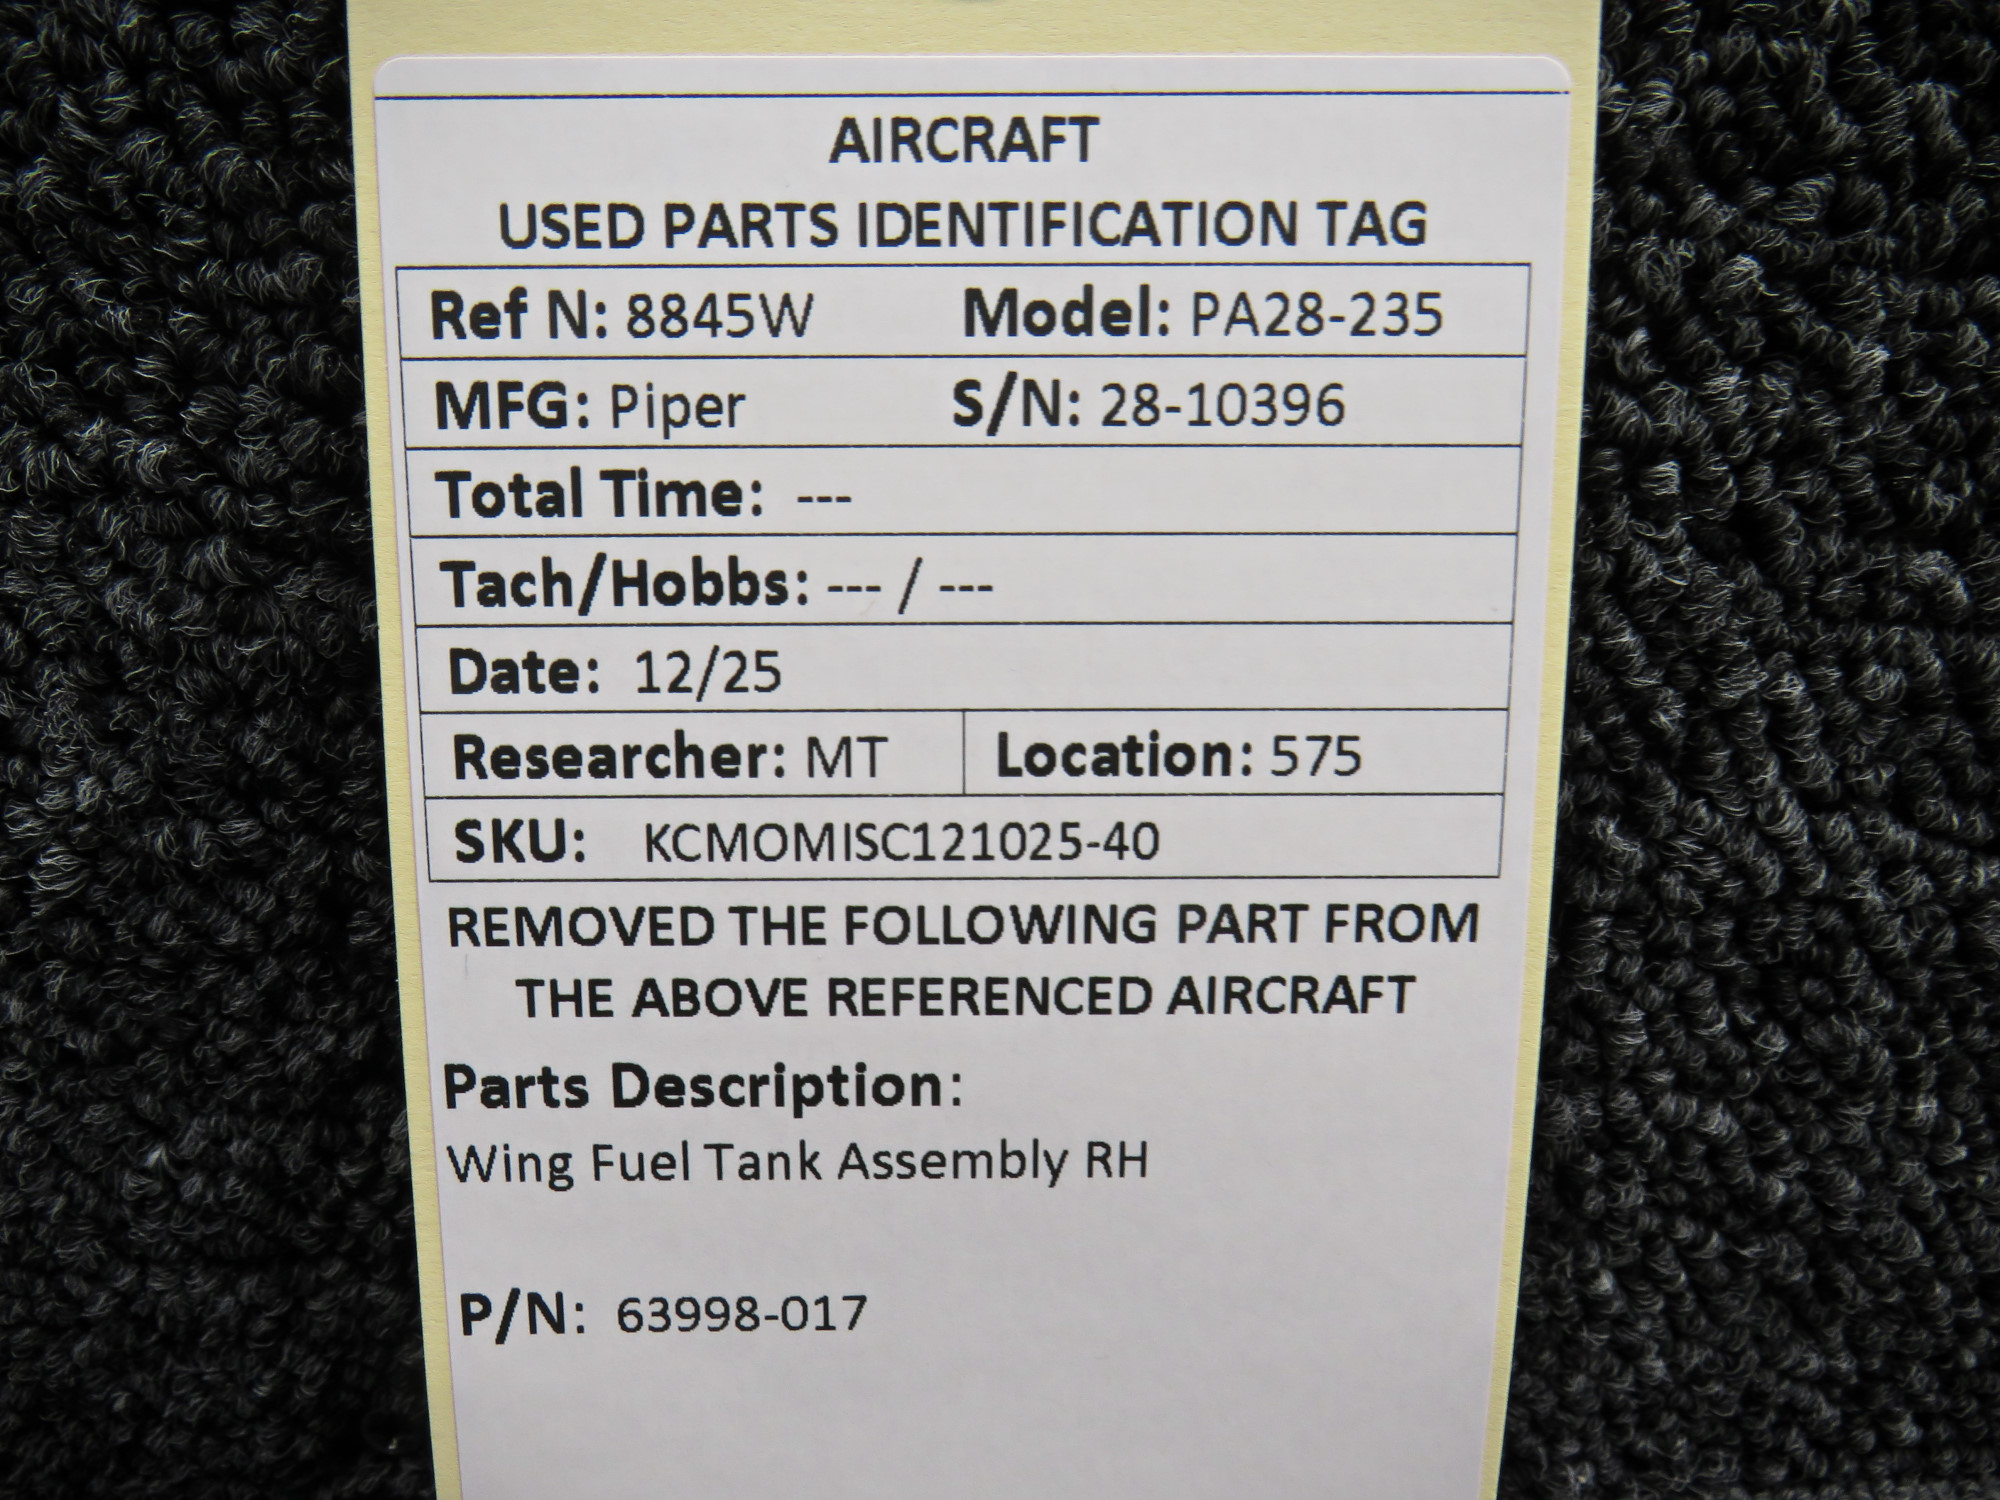 AIRCRAFT
USED PARTS IDENTIFICATION TAG
Ref N: 8845W Model: PA28-235
MFG: Piper S/N: 28-10396
Total Time: ---
Tach/Hobbs: --- / ---
Date: 12/25
Researcher: MT Location: 575
SKU: KCMOMISC121025-40
REMOVED THE FOLLOWING PART FROM
THE ABOVE REFERENCED AIRCRAFT
Parts Description:
Wing Fuel Tank Assembly RH
P/N: 63998-017